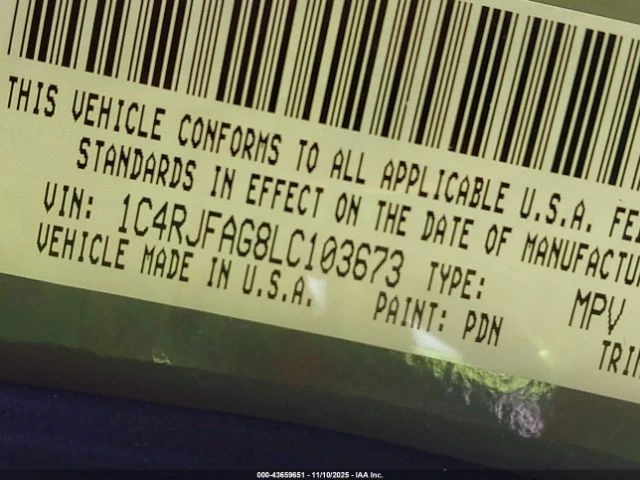 THIS VEHICLE CONFORMS TO ALL APPLICABLE U.S.A.
STANDARDS IN EFFECT ON THE DATE OF
VIN: 1C4RJFAG8LC103673 TYPE: MPV
VEHICLE MADE IN U.S.A. PAINT: PDN
000-43659651 - 11/10/2025 - IAA Inc.